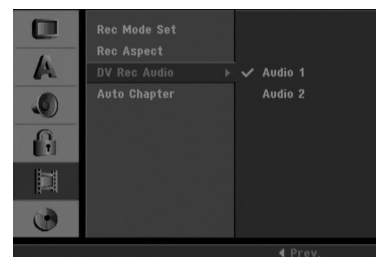 Rec Mode Set
Rec Aspect
DV Rec Audio ✓ Audio 1
Auto Chapter Audio 2
Prev.